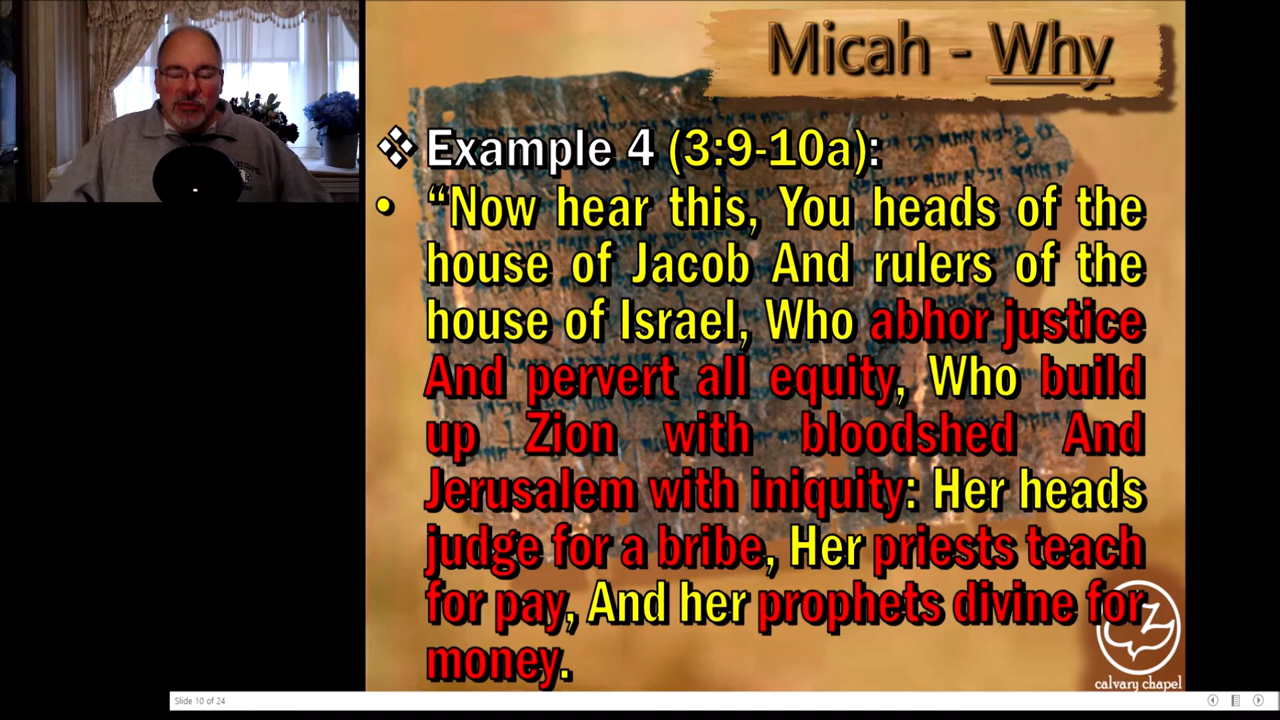 Micah - Why
❖ Example 4 (3:9-10a):
• “Now hear this, You heads of the
house of Jacob And rulers of the
house of Israel, Who abhor justice
And pervert all equity, Who build
up Zion with bloodshed And
Jerusalem with iniquity: Her heads
judge for a bribe, Her priests teach
for pay, And her prophets divine for
money.
calvary chapel
Slide 10 of 24